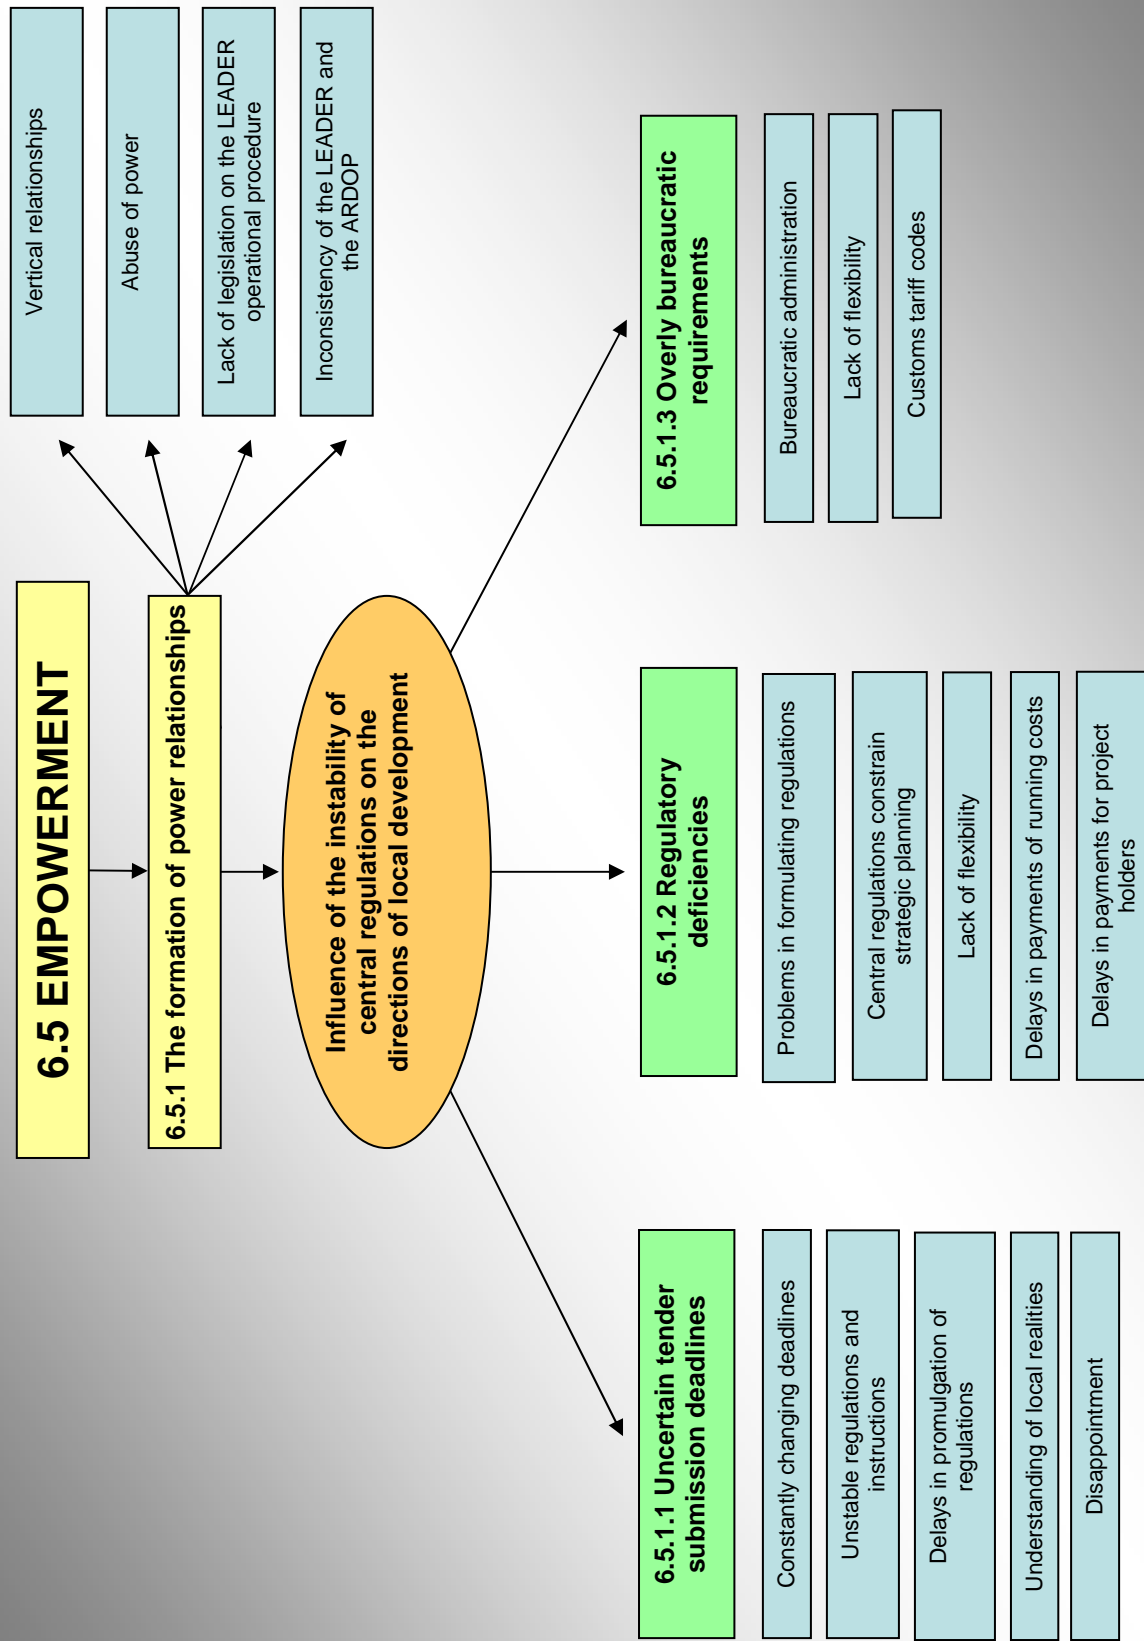 6.5 EMPOWERMENT
6.5.1 The formation of power relationships
Vertical relationships
Abuse of power
Lack of legislation on the LEADER
operational procedure
Inconsistency of the LEADER and
the ARDOP
Influence of the instability of
central regulations on the
directions of local development
6.5.1.1 Uncertain tender
submission deadlines
Constantly changing deadlines
Unstable regulations and
instructions
Delays in promulgation of
regulations
Understanding of local realities
Disappointment
6.5.1.2 Regulatory
deficiencies
Problems in formulating regulations
Central regulations constrain
strategic planning
Lack of flexibility
Delays in payments of running costs
Delays in payments for project
holders
6.5.1.3 Overly bureaucratic
requirements
Bureaucratic administration
Lack of flexibility
Customs tariff codes